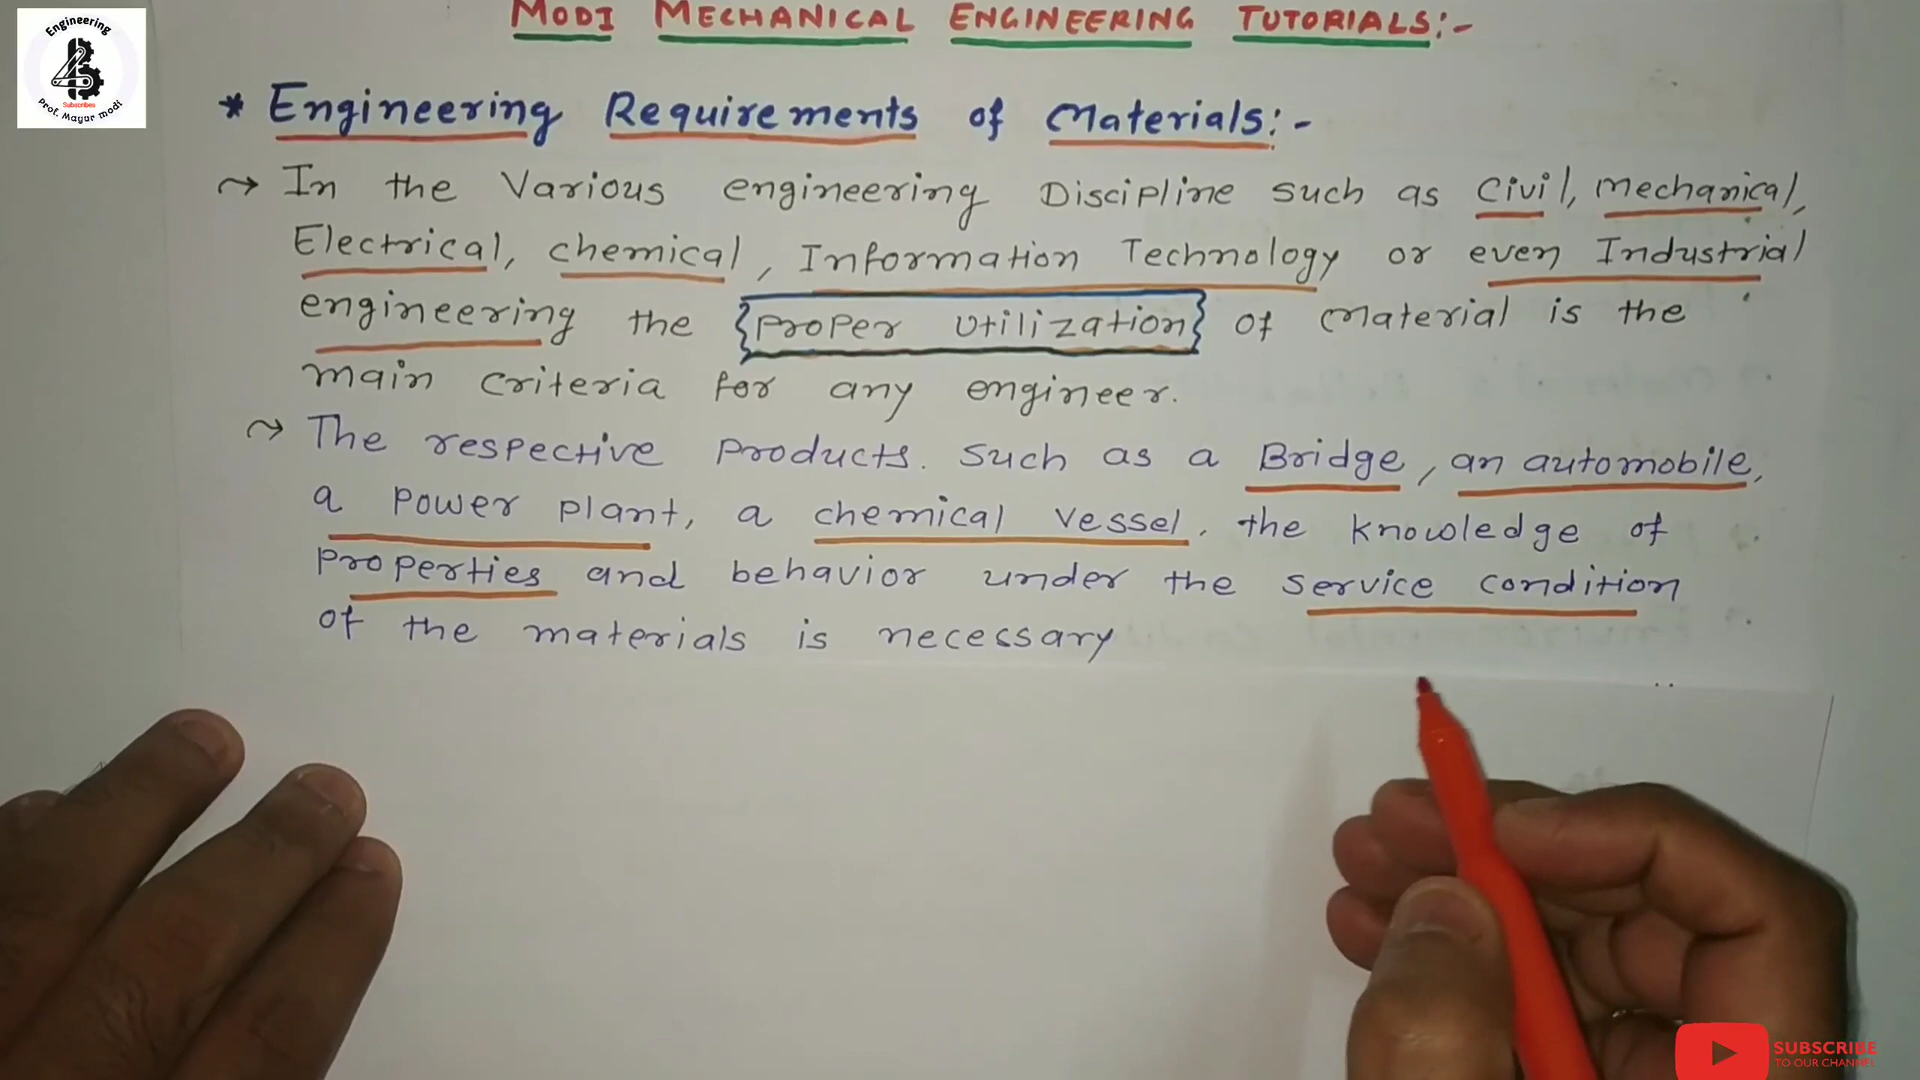 Engineering
Subscribes
Prof. Mayur modi
MODI MECHANICAL ENGINEERING TUTORIALS:-
* Engineering Requirements of Materials:-
→ In the Various engineering Discipline such as Civil, mechanical,
Electrical, chemical, Information Technology or even Industrial
engineering the {Proper Utilization} of material is the
main criteria for any engineer.
→ The respective products. Such as a Bridge, an automobile,
a power plant, a chemical vessel. the knowledge of
Properties and behavior under the service condition
of the materials is necessary
SUBSCRIBE
TO OUR CHANNEL